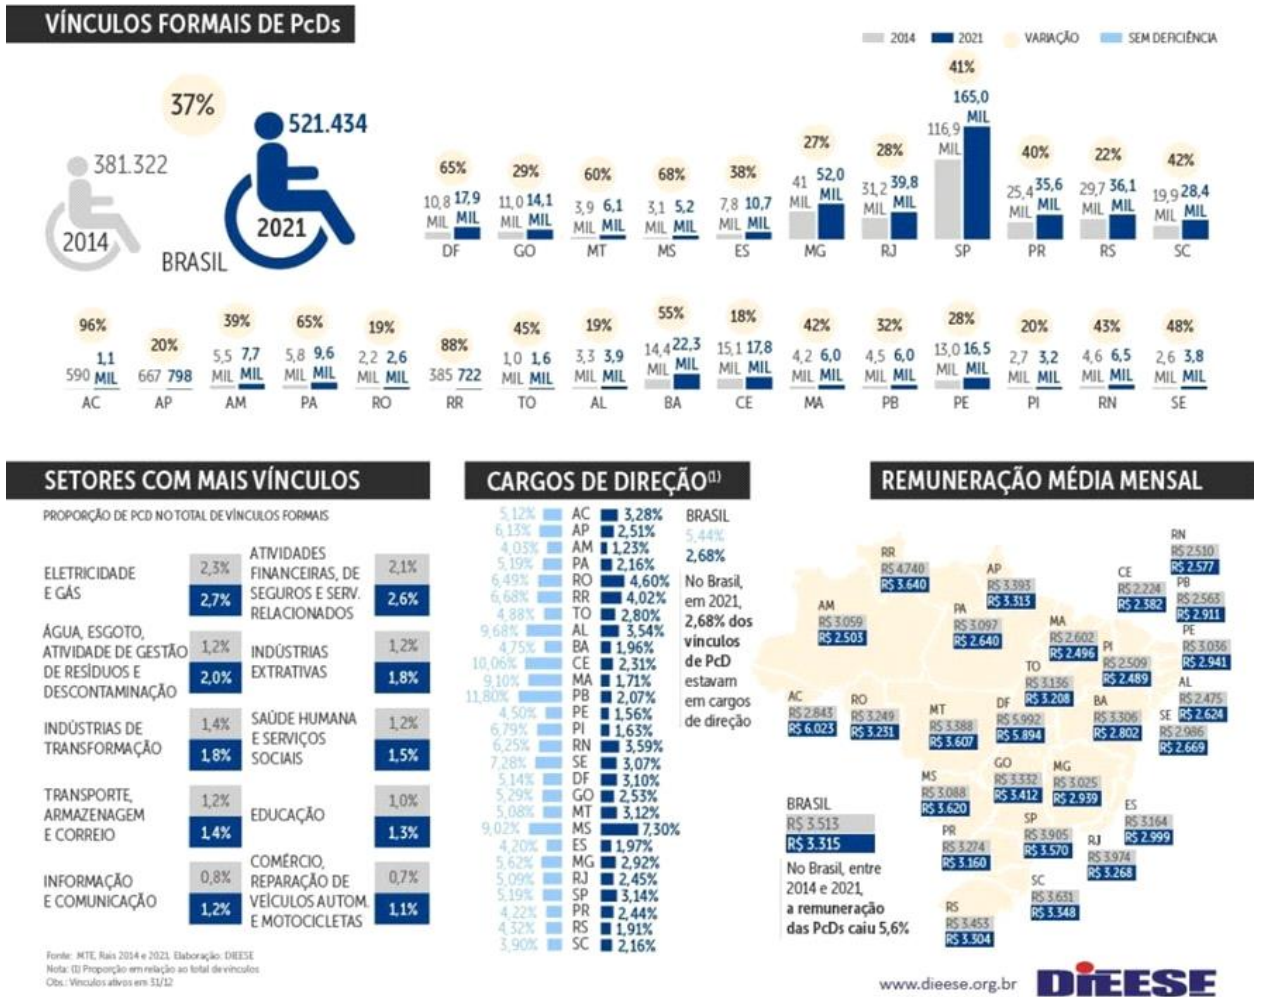 VÍNCULOS FORMAIS DE PcDs
2014 2021 VARIAÇÃO SEM DEFICIÊNCIA
37%
381.322
521.434
2014
2021
BRASIL
65%
10,8 17,9
MIL MIL
DF
29%
11,0 14,1
MIL MIL
GO
60%
3,9 6,1
MIL MIL
MT
68%
3,1 5,2
MIL MIL
MS
38%
7,8 10,7
MIL MIL
ES
27%
41 52,0
MIL MIL
MG
28%
31,2 39,8
MIL MIL
RJ
41%
116,9 165,0
MIL MIL
SP
40%
25,4 35,6
MIL MIL
PR
22%
29,7 36,1
MIL MIL
RS
42%
19,9 28,4
MIL MIL
SC
96%
590 1,1 MIL
AC
20%
667 798
AP
39%
5,5 7,7
MIL MIL
AM
65%
5,8 9,6
MIL MIL
PA
19%
2,2 2,6
MIL MIL
RO
88%
385 722
RR
45%
1,0 1,6
MIL MIL
TO
19%
3,3 3,9
MIL MIL
AL
55%
14,4 22,3
MIL MIL
BA
18%
15,1 17,8
MIL MIL
CE
42%
4,2 6,0
MIL MIL
MA
32%
4,5 6,0
MIL MIL
PB
28%
13,0 16,5
MIL MIL
PE
20%
2,7 3,2
MIL MIL
PI
43%
4,6 6,5
MIL MIL
RN
48%
2,6 3,8
MIL MIL
SE
SETORES COM MAIS VÍNCULOS
PROPORÇÃO DE PCD NO TOTAL DE VÍNCULOS FORMAIS
ELETRICIDADE
E GÁS
2,3%
2,7%
ATIVIDADES
FINANCEIRAS, DE
SEGUROS E SERV.
RELACIONADOS
2,1%
2,6%
ÁGUA, ESGOTO,
ATIVIDADE DE GESTÃO
DE RESÍDUOS E
DESCONTAMINAÇÃO
1,2%
2,0%
INDÚSTRIAS
EXTRATIVAS
1,2%
1,8%
INDÚSTRIAS DE
TRANSFORMAÇÃO
1,4%
1,8%
SAÚDE HUMANA
E SERVIÇOS
SOCIAIS
1,2%
1,5%
TRANSPORTE,
ARMAZENAGEM
E CORREIO
1,2%
1,4%
EDUCAÇÃO
1,0%
1,3%
INFORMAÇÃO
E COMUNICAÇÃO
0,8%
1,2%
COMÉRCIO,
REPARAÇÃO DE
VEÍCULOS AUTOM.
E MOTOCICLETAS
0,7%
1,1%
Fonte: MTE, Rais 2014 e 2021. Elaboração: DIEESE
Nota: (1) Proporção em relação ao total de vínculos
Obs.: Vínculos ativos em 31/12
CARGOS DE DIREÇÃO(1)
5,12% AC 3,28%
6,13% AP 2,51%
4,03% AM 1,23%
5,19% PA 2,16%
6,49% RO 4,60%
6,68% RR 4,02%
4,88% TO 2,80%
9,68% AL 3,54%
4,75% BA 1,96%
10,06% CE 2,31%
9,10% MA 1,71%
11,80% PB 2,07%
4,50% PE 1,56%
6,79% PI 1,63%
6,25% RN 3,59%
7,28% SE 3,07%
5,14% DF 3,10%
5,29% GO 2,53%
5,08% MT 3,12%
9,02% MS 7,30%
4,20% ES 1,97%
5,62% MG 2,92%
5,09% RJ 2,45%
5,19% SP 3,14%
4,22% PR 2,44%
4,32% RS 1,91%
3,90% SC 2,16%
BRASIL
5,44%
2,68%
No Brasil,
em 2021,
2,68% dos
vínculos
de PcD
estavam
em cargos
de direção
REMUNERAÇÃO MÉDIA MENSAL
RR
R$ 4.740
R$ 3.640
AP
R$ 3.393
R$ 3.313
RN
R$ 2.510
R$ 2.577
CE
R$ 2.224
R$ 2.382
PB
R$ 2.563
R$ 2.911
AM
R$ 3.059
R$ 2.503
PA
R$ 3.097
R$ 2.640
MA
R$ 2.602
R$ 2.496
PE
R$ 3.036
R$ 2.941
PI
R$ 2.509
R$ 2.489
TO
R$ 3.136
R$ 3.208
AL
R$ 2.475
R$ 2.624
AC
R$ 2.843
R$ 6.023
RO
R$ 3.249
R$ 3.231
MT
R$ 3.388
R$ 3.607
DF
R$ 5.992
R$ 5.894
BA
R$ 3.306
R$ 2.802
SE
R$ 2.986
R$ 2.669
MS
R$ 3.088
R$ 3.620
GO
R$ 3.332
R$ 3.412
MG
R$ 3.025
R$ 2.939
ES
R$ 3.164
R$ 2.999
PR
R$ 3.274
R$ 3.160
SP
R$ 3.905
R$ 3.570
RJ
R$ 3.974
R$ 3.268
SC
R$ 3.631
R$ 3.348
RS
R$ 3.453
R$ 3.304
BRASIL
R$ 3.513
R$ 3.315
No Brasil, entre
2014 e 2021,
a remuneração
das PcDs caiu 5,6%
www.dieese.org.br
DIEESE